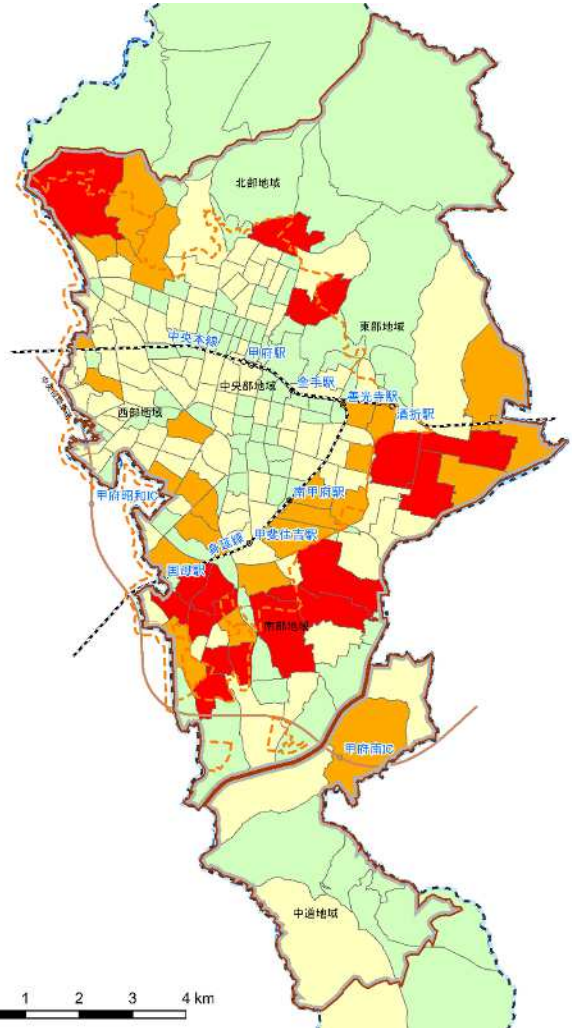 北部地域
東部地域
中央本線
甲府駅
金手駅
中央部地域
善光寺駅
酒折駅
西部地域
甲府昭和IC
南甲府駅
甲斐住吉駅
身延線
国母駅
南部地域
甲府南IC
中道地域
1 2 3 4 km